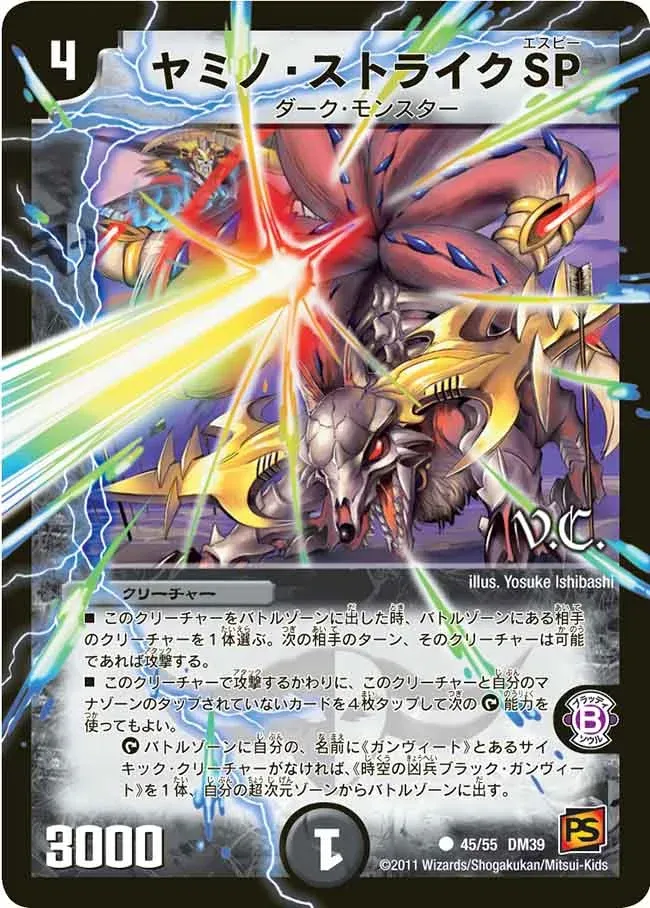 4
ヤミノ・ストライクSP
エスピー
ダーク・モンスター
V.C.
illus. Yosuke Ishibashi
クリーチャー
■ このクリーチャーをバトルゾーンに出した時、バトルゾーンにある相手
のクリーチャーを1体選ぶ。次の相手のターン、そのクリーチャーは可能
であれば攻撃する。
■ このクリーチャーで攻撃するかわりに、このクリーチャーと自分のマ
ナゾーンのタップされていないカードを4枚タップして次の 能力を
使ってもよい。
バトルゾーンに自分の、名前に《ガンヴィート》とあるサイ
キック・クリーチャーがなければ、《時空の凶兵ブラック・ガンヴィー
ト》を1体、自分の超次元ゾーンからバトルゾーンに出す。
ブラッディ
B
ソウル
3000
1
45/55 DM39
PS
©2011 Wizards/Shogakukan/Mitsui-Kids